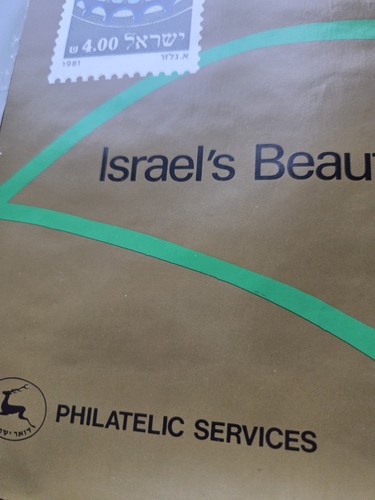 ₪ 4.00 ישראל
1981 א.גלזר
Israel's Beau
PHILATELIC SERVICES